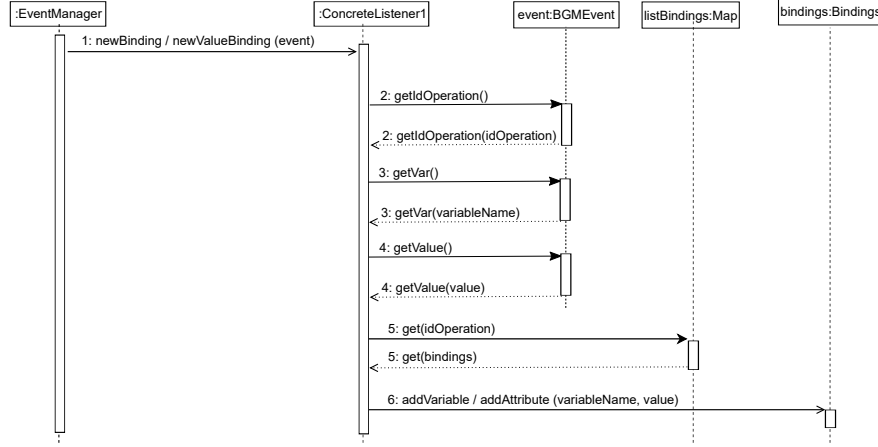 :EventManager
:ConcreteListener1
event:BGMEvent
listBindings:Map
bindings:Bindings
1: newBinding / newValueBinding (event)
2: getIdOperation()
2: getIdOperation(idOperation)
3: getVar()
3: getVar(variableName)
4: getValue()
4: getValue(value)
5: get(idOperation)
5: get(bindings)
6: addVariable / addAttribute (variableName, value)